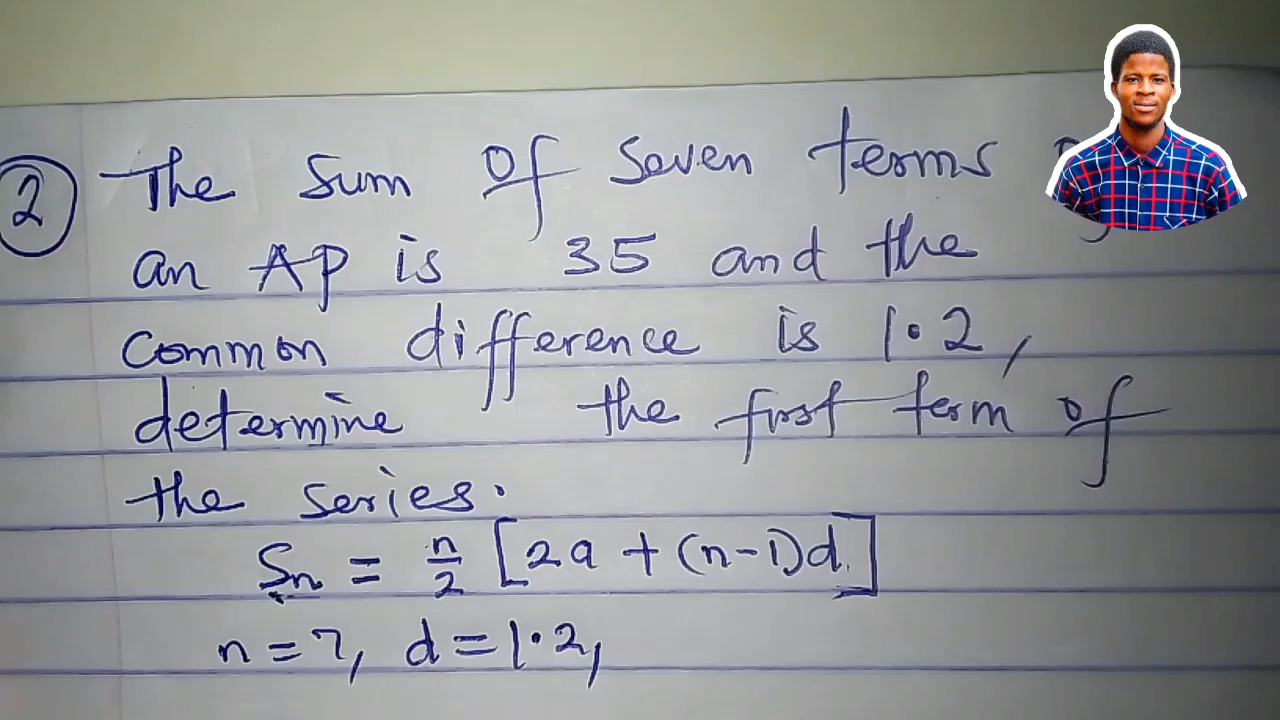 2 The sum of seven terms
an AP is 35 and the
common difference is 1.2,
determine the first term of
the series.
Sn = n/2 [2a + (n-1)d]
n = 7, d = 1.2,